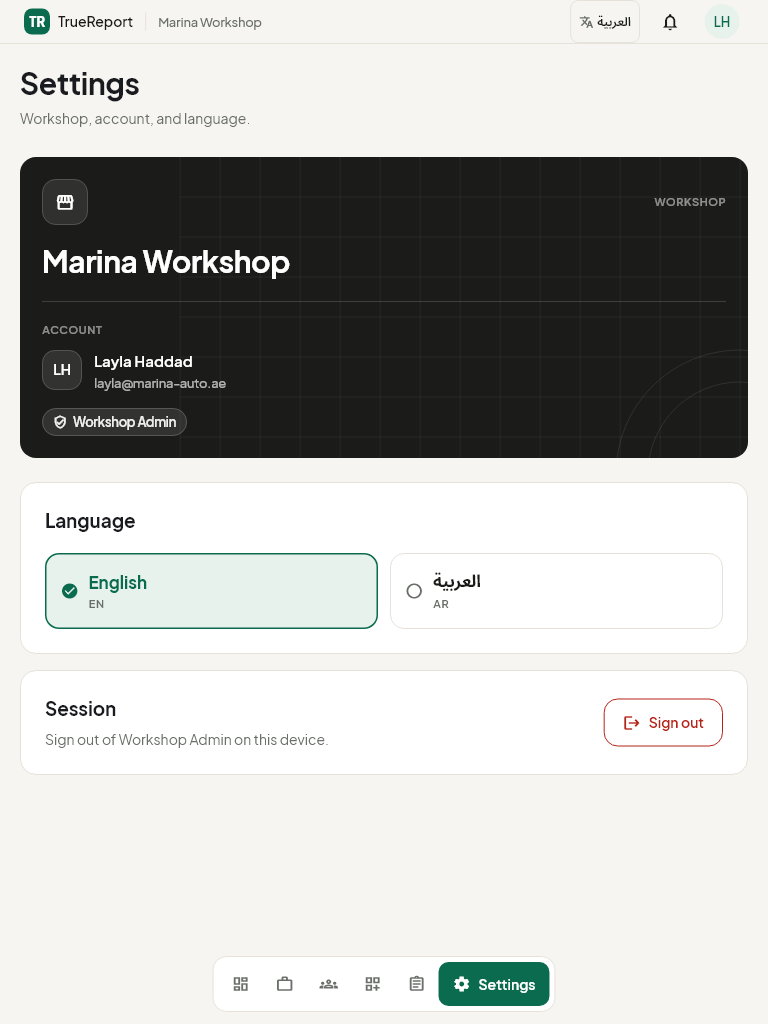 TR TrueReport Marina Workshop العربية LH
Settings
Workshop, account, and language.
WORKSHOP
Marina Workshop
ACCOUNT
LH Layla Haddad
layla@marina-auto.ae
Workshop Admin
Language
English
EN
العربية
AR
Session
Sign out of Workshop Admin on this device.
Sign out
Settings